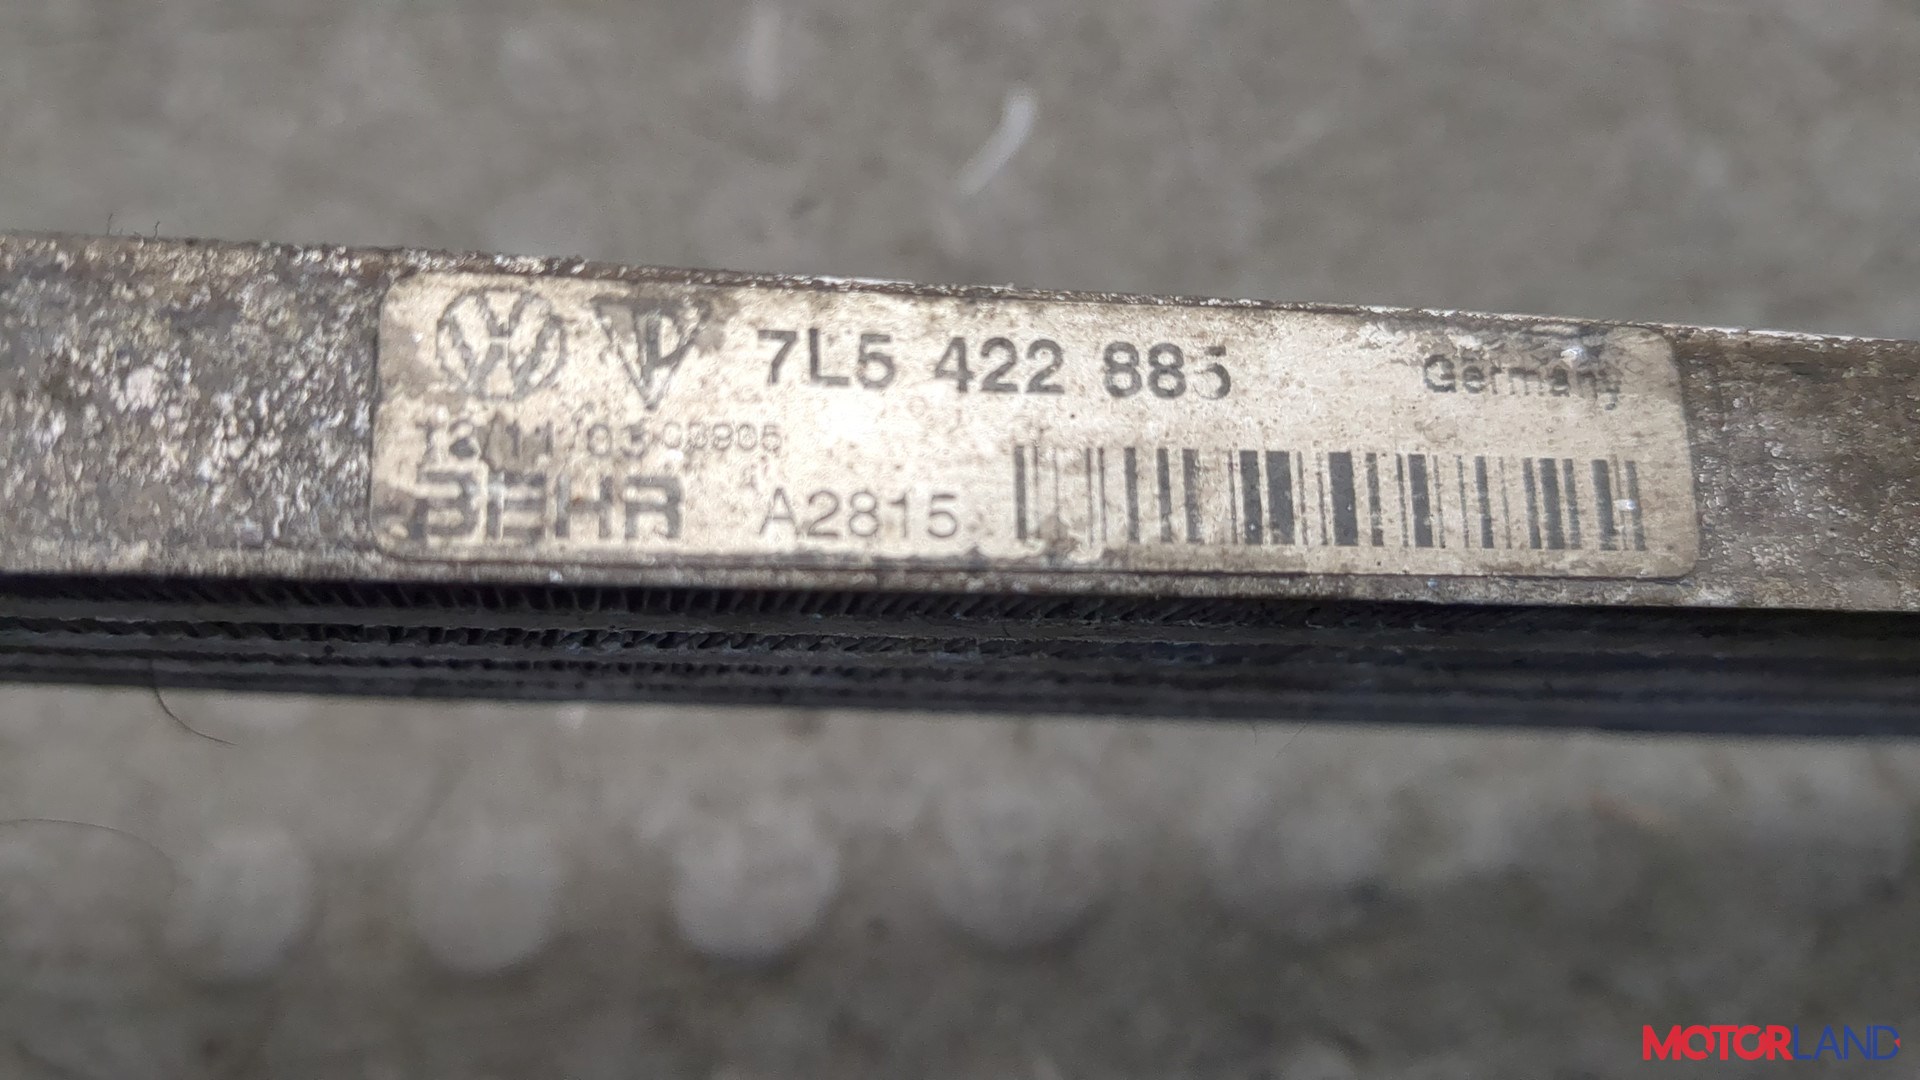 7L5 422 885 Germany
BEHR A2815
MOTORLAND